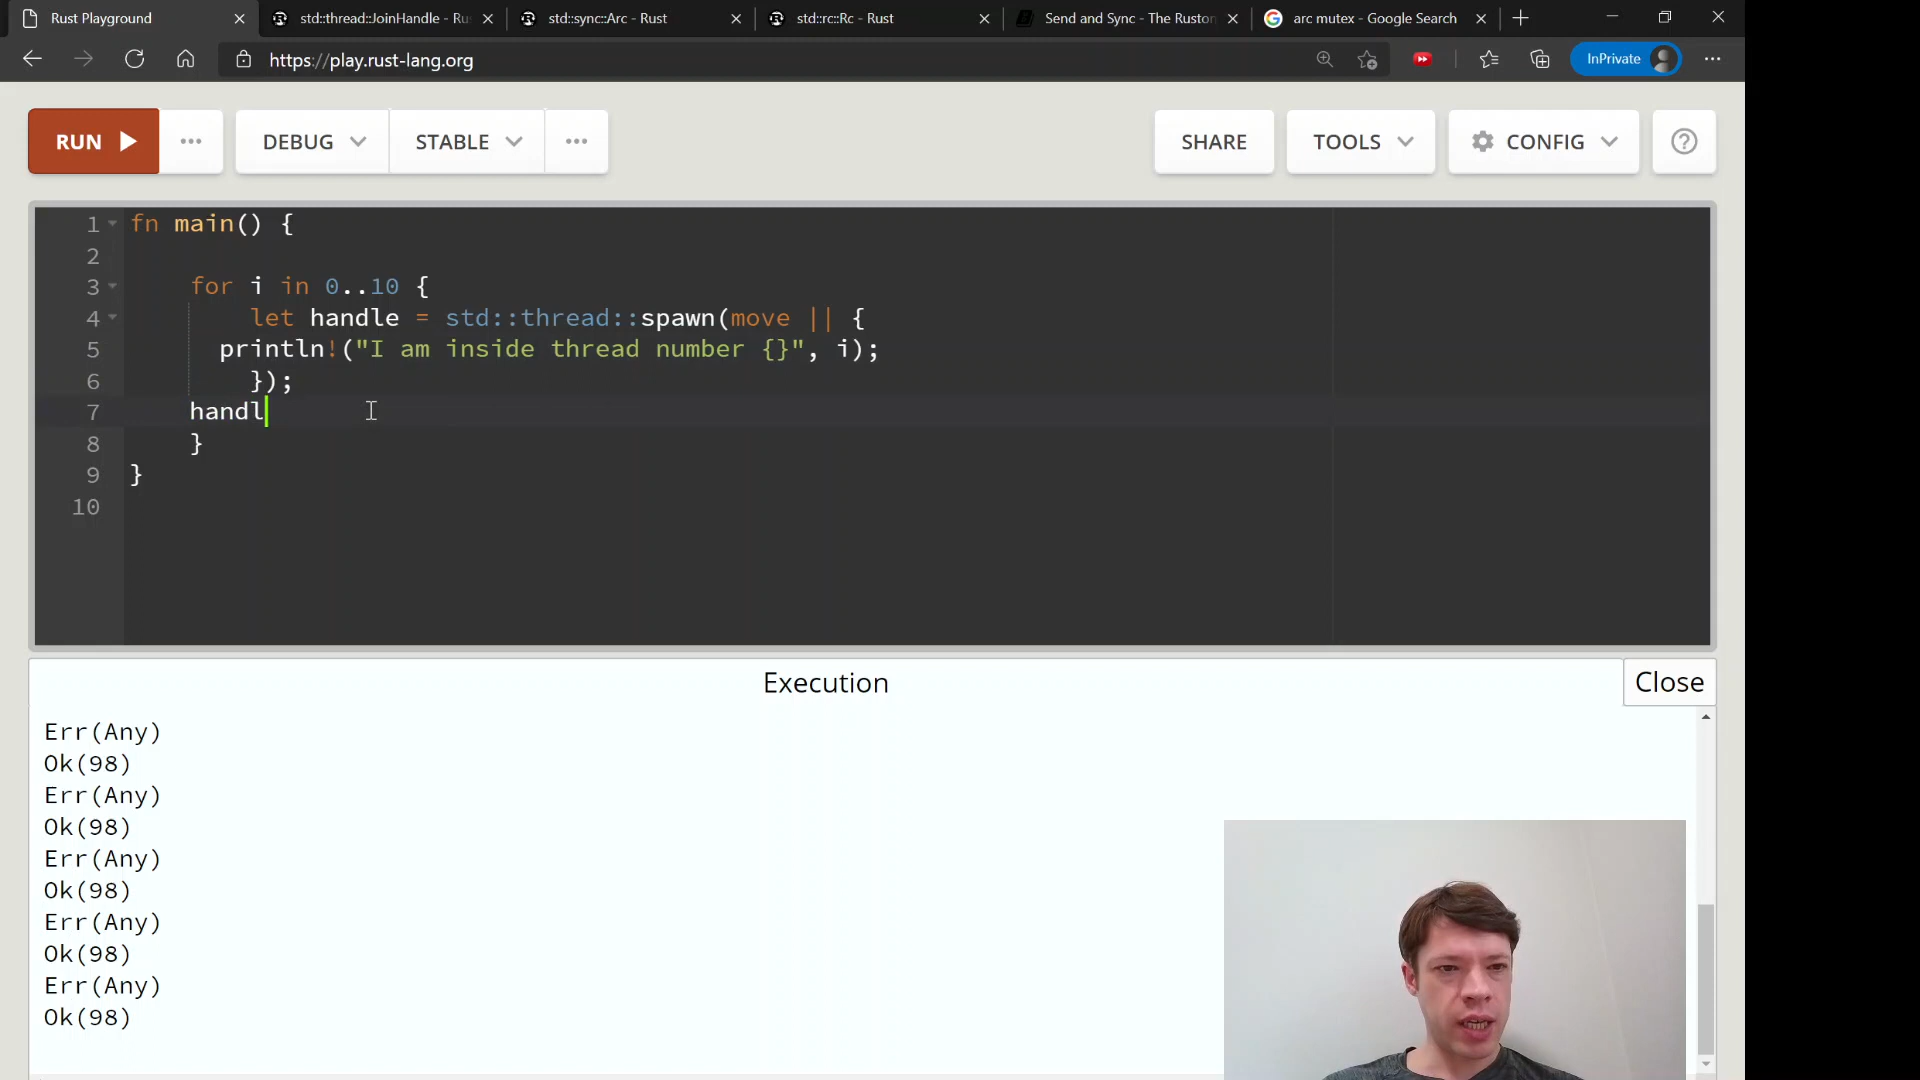 Rust Playground
std::thread::JoinHandle - Ru
std::sync::Arc - Rust
std::rc::Rc - Rust
Send and Sync - The Ruston
arc mutex - Google Search
https://play.rust-lang.org
InPrivate
RUN
DEBUG
STABLE
SHARE
TOOLS
CONFIG
1 fn main() {
2
3 for i in 0..10 {
4 let handle = std::thread::spawn(move || {
5 println!("I am inside thread number {}", i);
6 });
7 handl
8 }
9 }
10
Execution
Close
Err(Any)
Ok(98)
Err(Any)
Ok(98)
Err(Any)
Ok(98)
Err(Any)
Ok(98)
Err(Any)
Ok(98)